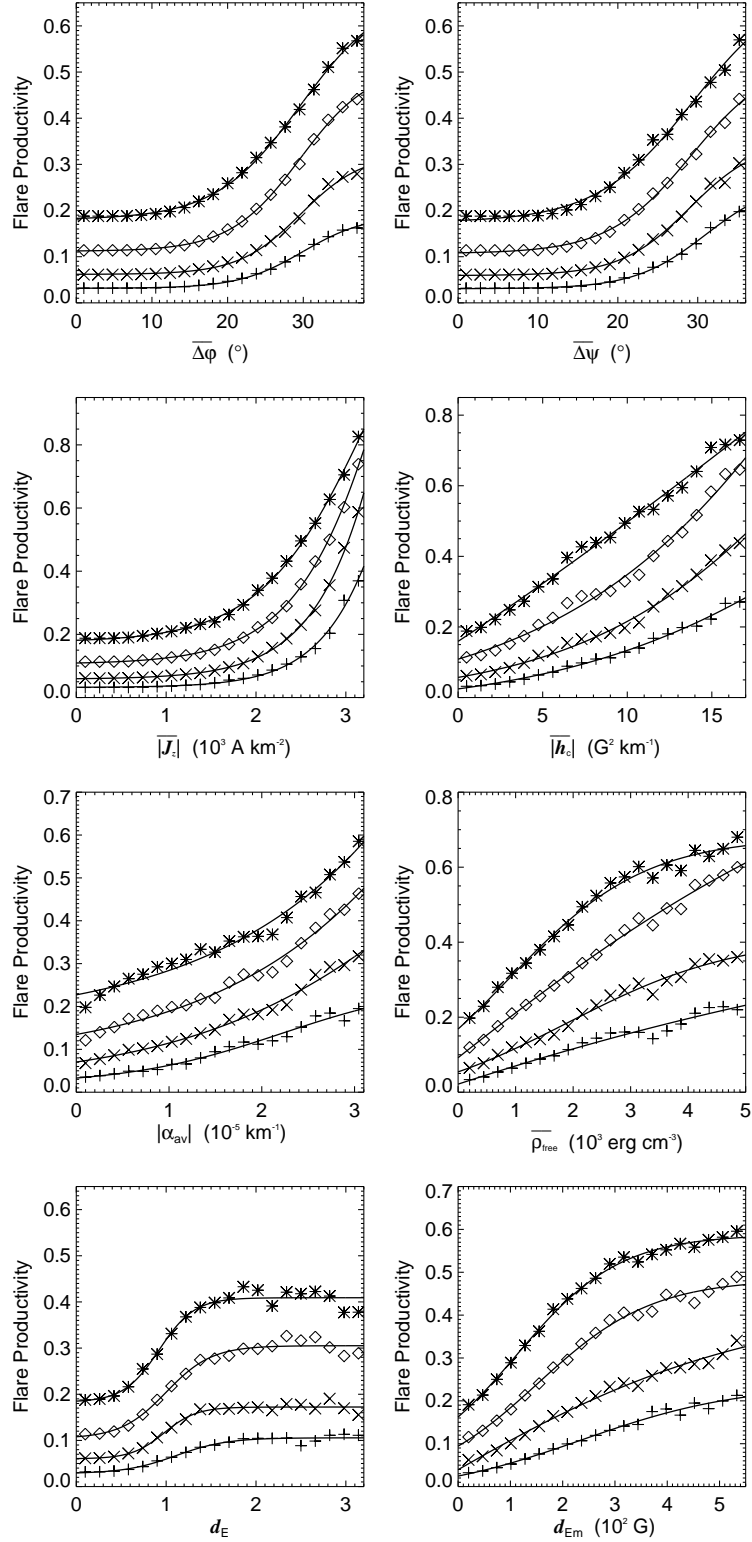 0.6
0.5
0.4
0.3
0.2
0.1
0.0
Flare Productivity
0 10 20 30
Δφ (°)
0.6
0.5
0.4
0.3
0.2
0.1
0.0
Flare Productivity
0 10 20 30
Δψ (°)
0.8
0.6
0.4
0.2
0.0
Flare Productivity
0 1 2 3
|J_z| (10³ A km⁻²)
0.8
0.6
0.4
0.2
0.0
Flare Productivity
0 5 10 15
|h_c| (G² km⁻¹)
0.7
0.6
0.5
0.4
0.3
0.2
0.1
0.0
Flare Productivity
0 1 2 3
|α_av| (10⁻⁵ km⁻¹)
0.8
0.6
0.4
0.2
0.0
Flare Productivity
0 1 2 3 4 5
ρ_free (10³ erg cm⁻³)
0.5
0.4
0.3
0.2
0.1
0.0
Flare Productivity
0 1 2 3
d_E
0.7
0.6
0.5
0.4
0.3
0.2
0.1
0.0
Flare Productivity
0 1 2 3 4 5
d_Em (10² G)